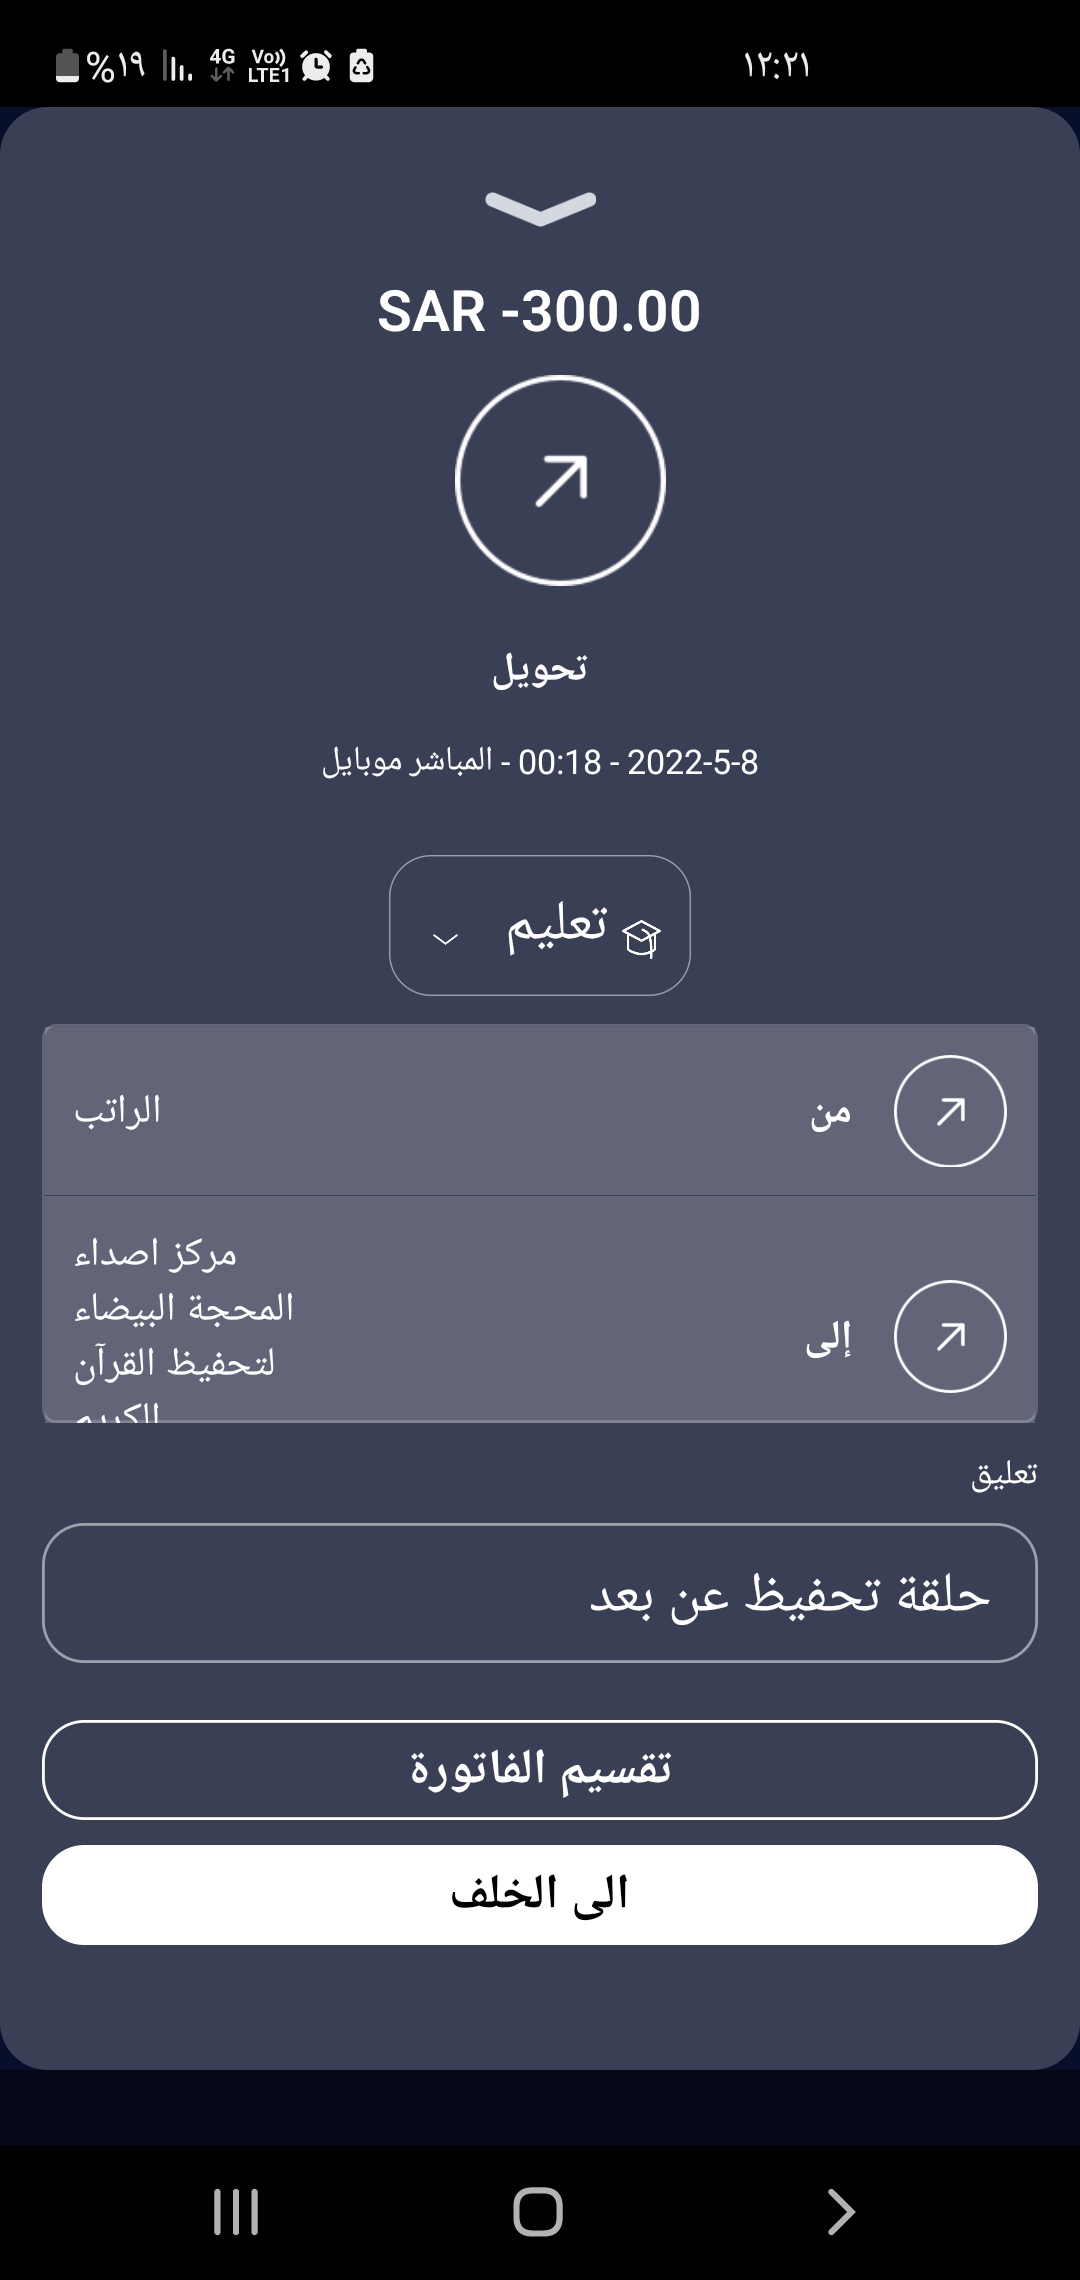 %١٩ 4G Vo)) LTE1 ١٢:٢١
SAR -300.00
تحويل
2022-5-8 - 00:18 - المباشر موبايل
تعليم
من
الراتب
إلى
مركز اصداء
المحجة البيضاء
لتحفيظ القرآن
الكريم
تعليق
حلقة تحفيظ عن بعد
تقسيم الفاتورة
الى الخلف